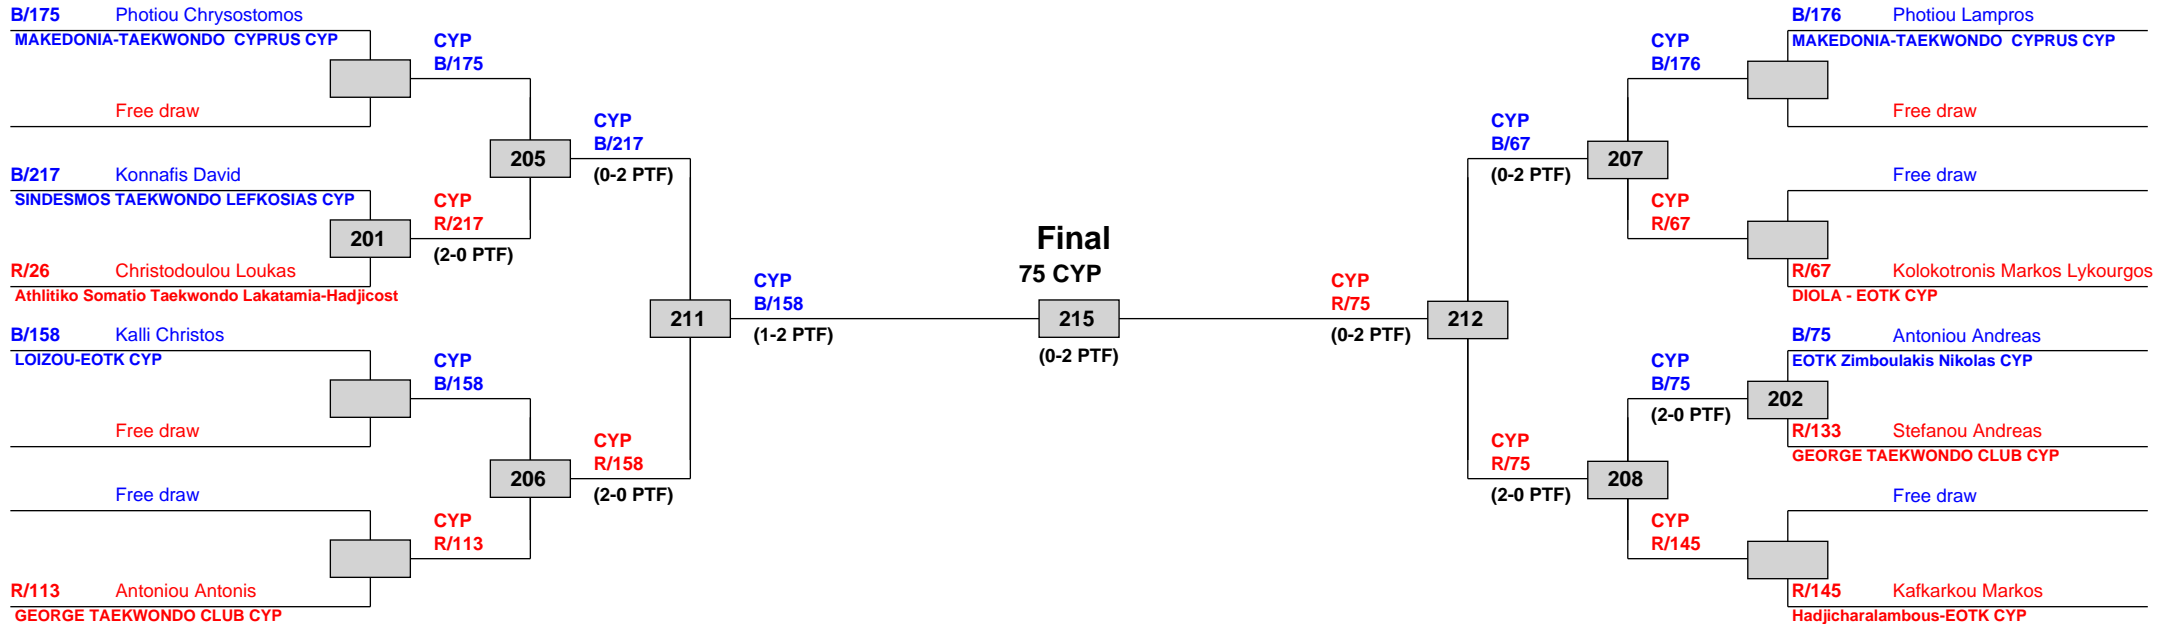 B/175 Photiou Chrysostomos
MAKEDONIA-TAEKWONDO  CYPRUS CYP
Free draw
B/217 Konnafis David
SINDESMOS TAEKWONDO LEFKOSIAS CYP
201
R/26 Christodoulou Loukas
Athlitiko Somatio Taekwondo Lakatamia-Hadjicost
B/158 Kalli Christos
LOIZOU-EOTK CYP
Free draw
Free draw
R/113 Antoniou Antonis
GEORGE TAEKWONDO CLUB CYP
CYP
B/175
205
CYP
R/217
(2-0 PTF)
CYP
B/158
206
CYP
R/113
CYP
B/217
(0-2 PTF)
211
CYP
R/158
(2-0 PTF)
CYP
B/158
(1-2 PTF)
Final
75 CYP
215
(0-2 PTF)
CYP
R/75
(0-2 PTF)
212
CYP
B/67
(0-2 PTF)
CYP
R/75
(2-0 PTF)
207
208
CYP
B/176
CYP
R/67
CYP
B/75
(2-0 PTF)
CYP
R/145
B/176 Photiou Lampros
MAKEDONIA-TAEKWONDO  CYPRUS CYP
Free draw
Free draw
R/67 Kolokotronis Markos Lykourgos
DIOLA - EOTK CYP
B/75 Antoniou Andreas
EOTK Zimboulakis Nikolas CYP
202
R/133 Stefanou Andreas
GEORGE TAEKWONDO CLUB CYP
Free draw
R/145 Kafkarkou Markos
Hadjicharalambous-EOTK CYP